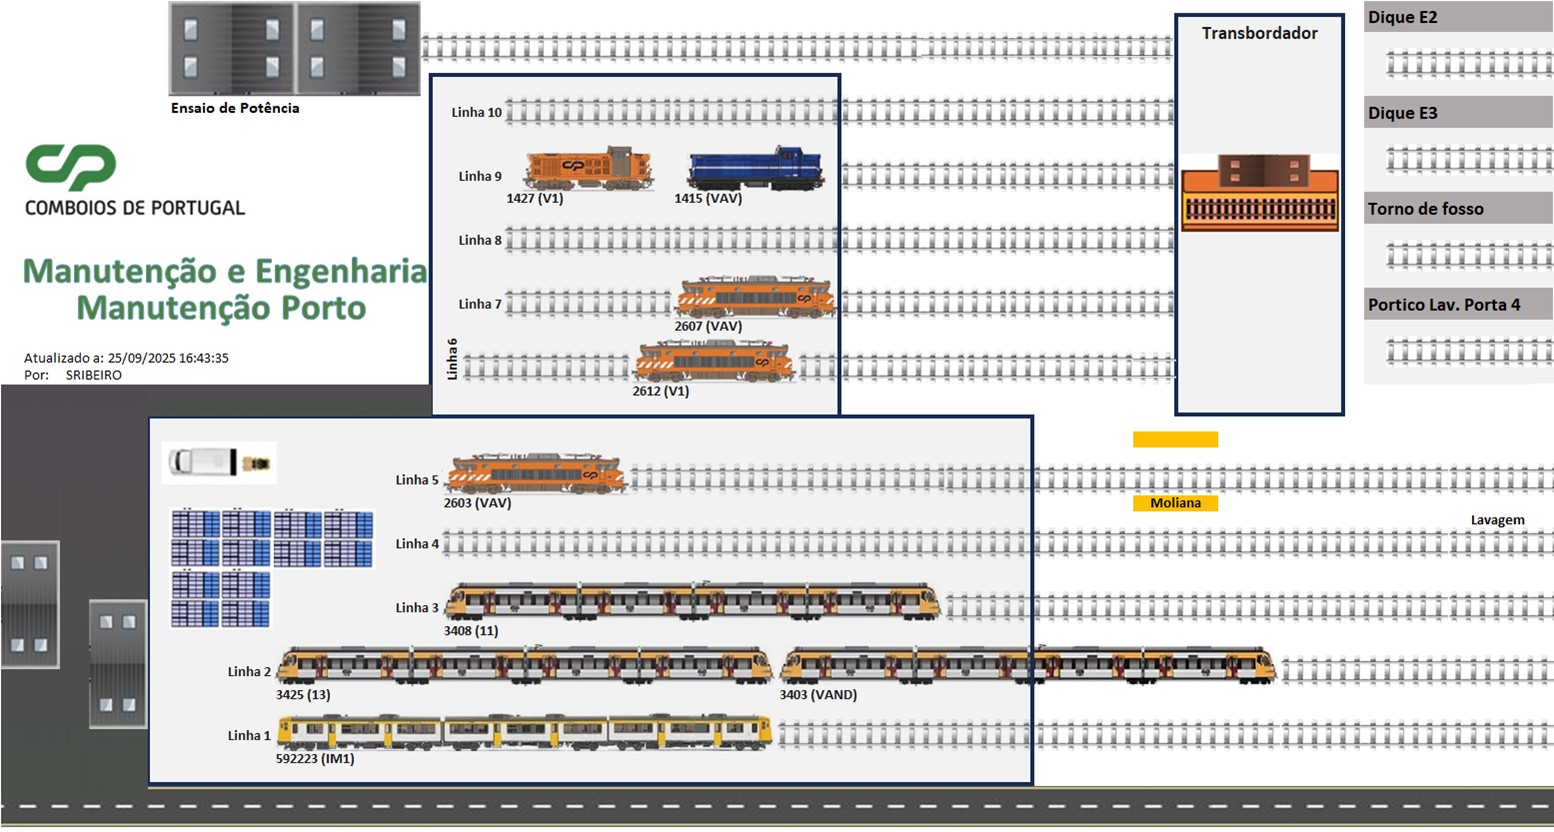 Ensaio de Potência
CP
COMBOIOS DE PORTUGAL
Manutenção e Engenharia
Manutenção Porto
Atualizado a: 25/09/2025 16:43:35
Por: SRIBEIRO
Linha 10
Linha 9
1427 (V1)
1415 (VAV)
Linha 8
Linha 7
2607 (VAV)
Linha 6
2612 (V1)
Transbordador
Dique E2
Dique E3
Torno de fosso
Portico Lav. Porta 4
Linha 5
2603 (VAV)
Moliana
Lavagem
Linha 4
Linha 3
3408 (11)
Linha 2
3425 (13)
3403 (VAND)
Linha 1
592223 (IM1)